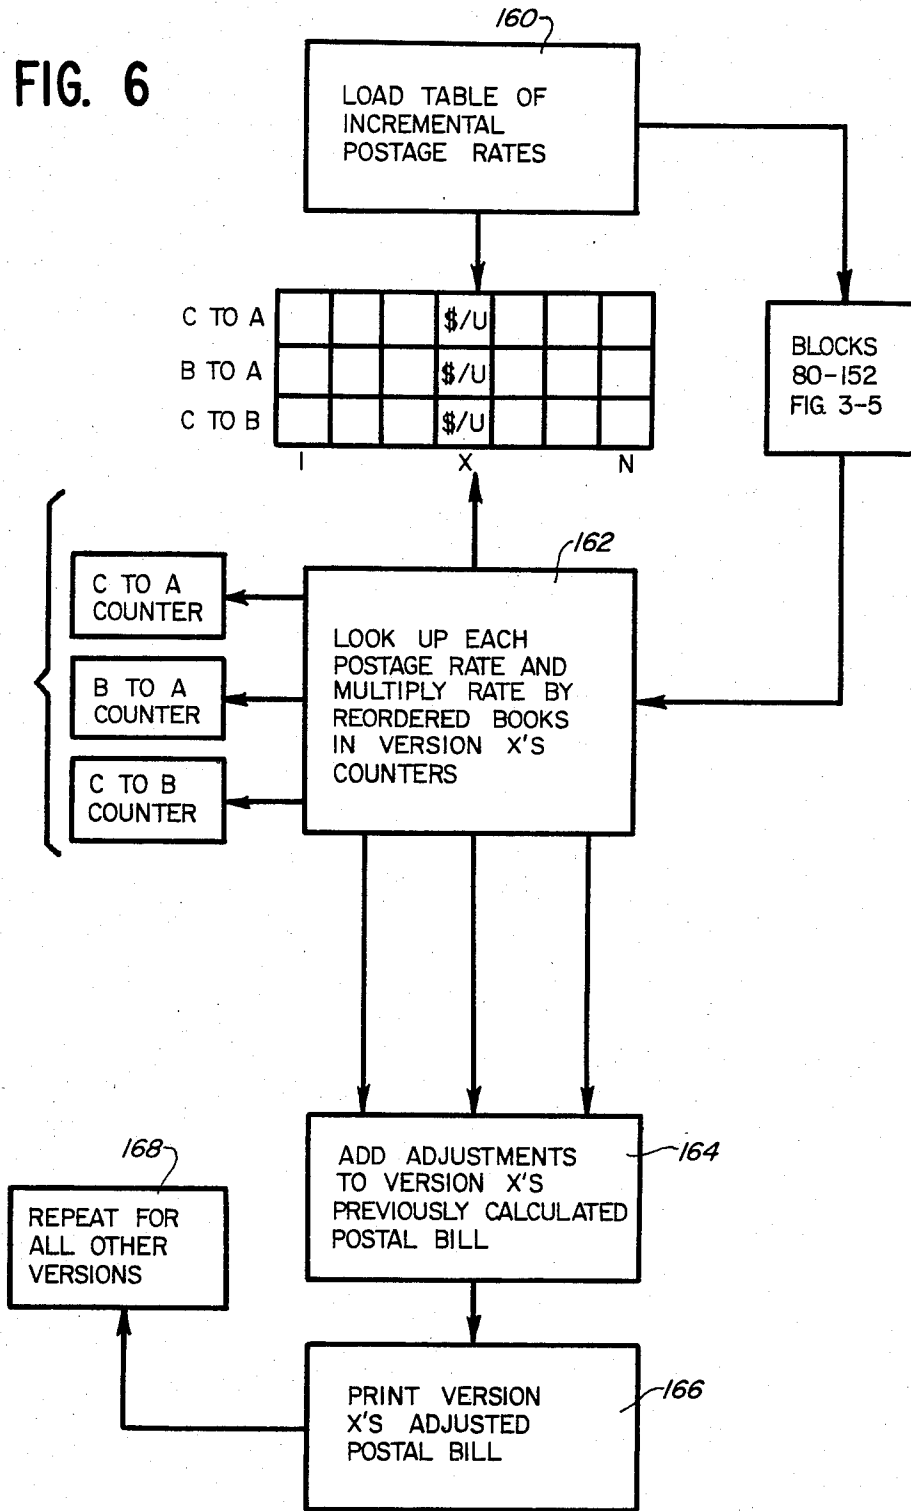 FIG. 6
160
LOAD TABLE OF
INCREMENTAL
POSTAGE RATES
C TO A
$/U
B TO A
$/U
C TO B
$/U
I
X
N
BLOCKS
80-152
FIG. 3-5
162
C TO A
COUNTER
B TO A
COUNTER
C TO B
COUNTER
LOOK UP EACH
POSTAGE RATE AND
MULTIPLY RATE BY
REORDERED BOOKS
IN VERSION X'S
COUNTERS
164
ADD ADJUSTMENTS
TO VERSION X'S
PREVIOUSLY CALCULATED
POSTAL BILL
168
REPEAT FOR
ALL OTHER
VERSIONS
166
PRINT VERSION
X'S ADJUSTED
POSTAL BILL